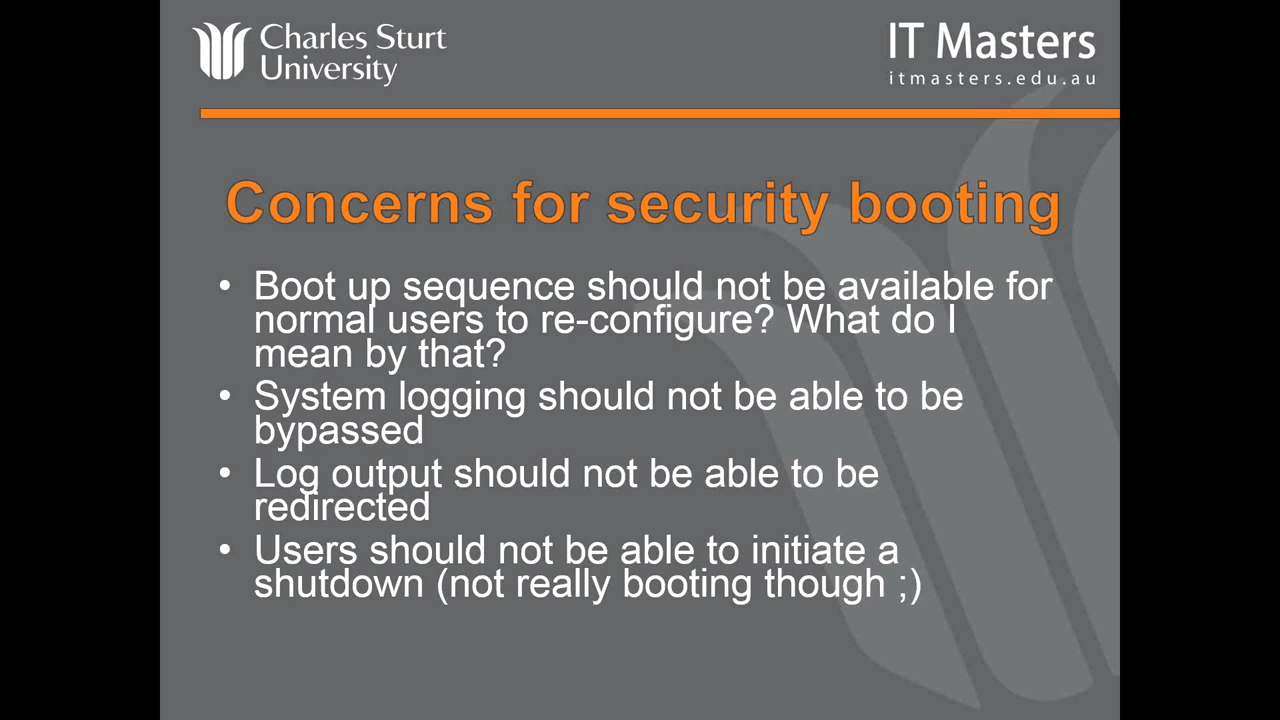 Charles Sturt
University
IT Masters
itmasters.edu.au
Concerns for security booting
• Boot up sequence should not be available for
normal users to re-configure? What do I
mean by that?
• System logging should not be able to be
bypassed
• Log output should not be able to be
redirected
• Users should not be able to initiate a
shutdown (not really booting though ;)